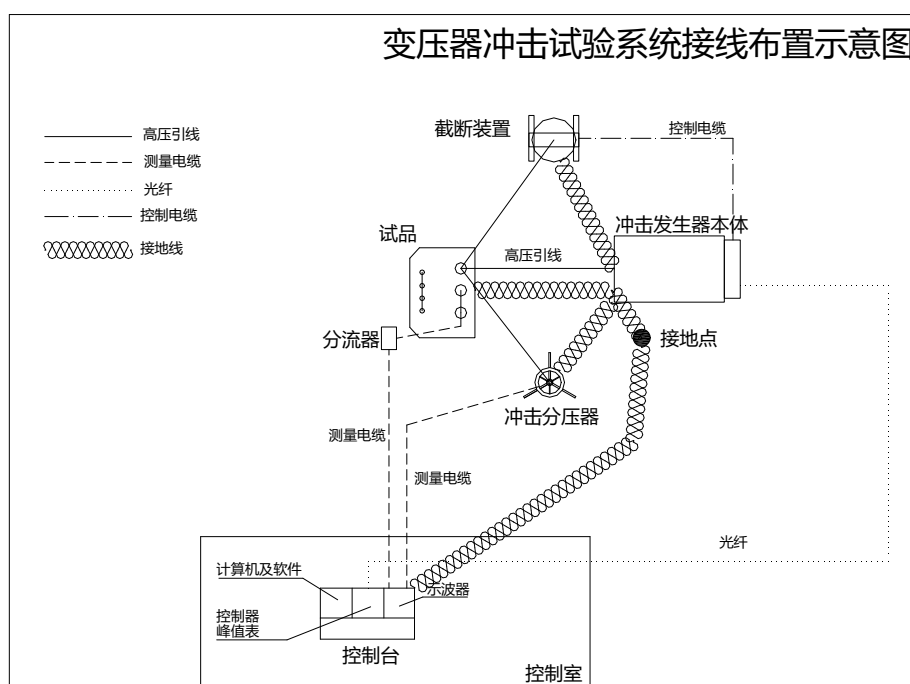 变压器冲击试验系统接线布置示意图
截断装置
控制电缆
高压引线
测量电缆
光纤
控制电缆
接地线
试品
冲击发生器本体
高压引线
分流器
接地点
冲击分压器
测量电缆
测量电缆
光纤
计算机及软件
示波器
控制器
峰值表
控制台
控制室